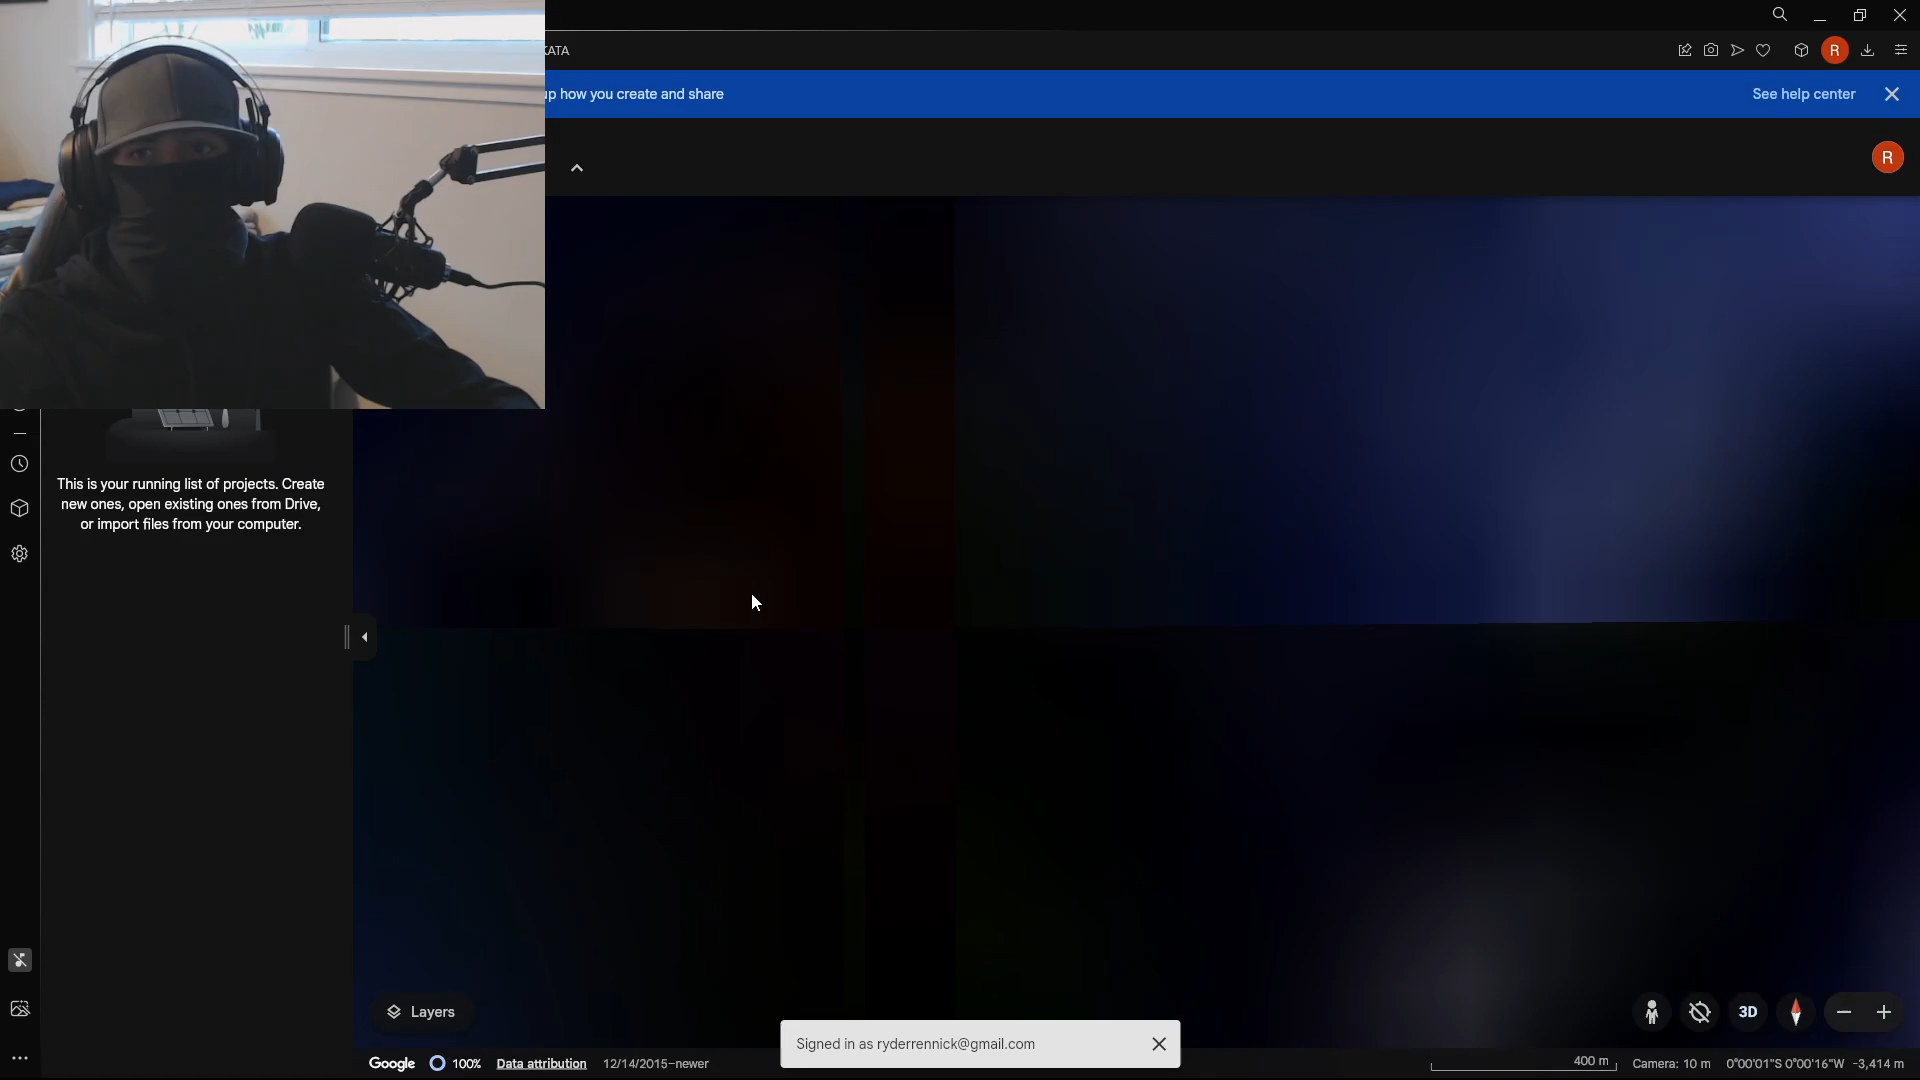 KATA
R
up how you create and share
See help center
R
This is your running list of projects. Create
new ones, open existing ones from Drive,
or import files from your computer.
Layers
3D
Signed in as ryderrennick@gmail.com
Google 100% Data attribution 12/14/2015–newer
400 m Camera: 10 m 0°00'01"S 0°00'16"W -3,414 m